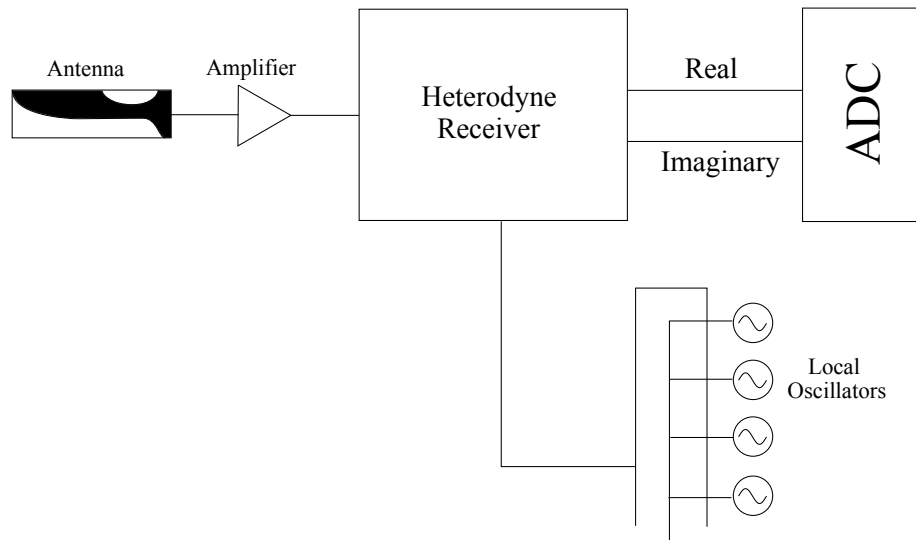 Antenna
Amplifier
Heterodyne
Receiver
Real
Imaginary
ADC
Local
Oscillators